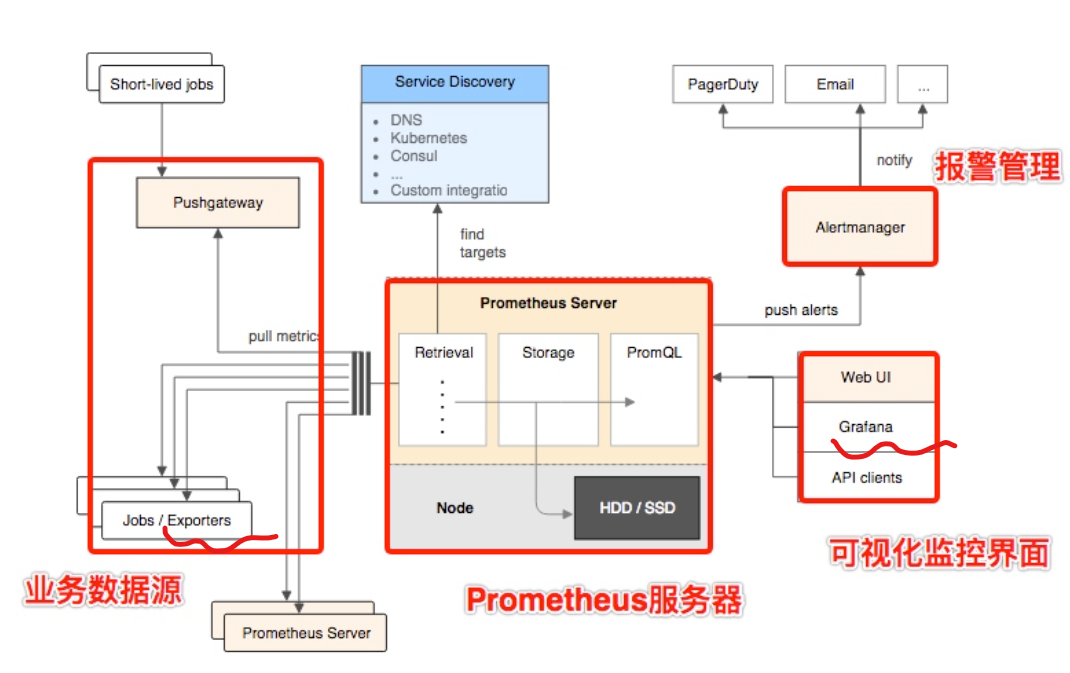 Short-lived jobs
Service Discovery
DNS
Kubernetes
Consul
...
Custom integratio
PagerDuty
Email
...
notify
报警管理
Pushgateway
Alertmanager
find
targets
Prometheus Server
push alerts
pull metrics
Retrieval
Storage
PromQL
Web UI
Grafana
API clients
Node
HDD / SSD
Jobs / Exporters
可视化监控界面
业务数据源
Prometheus服务器
Prometheus Server